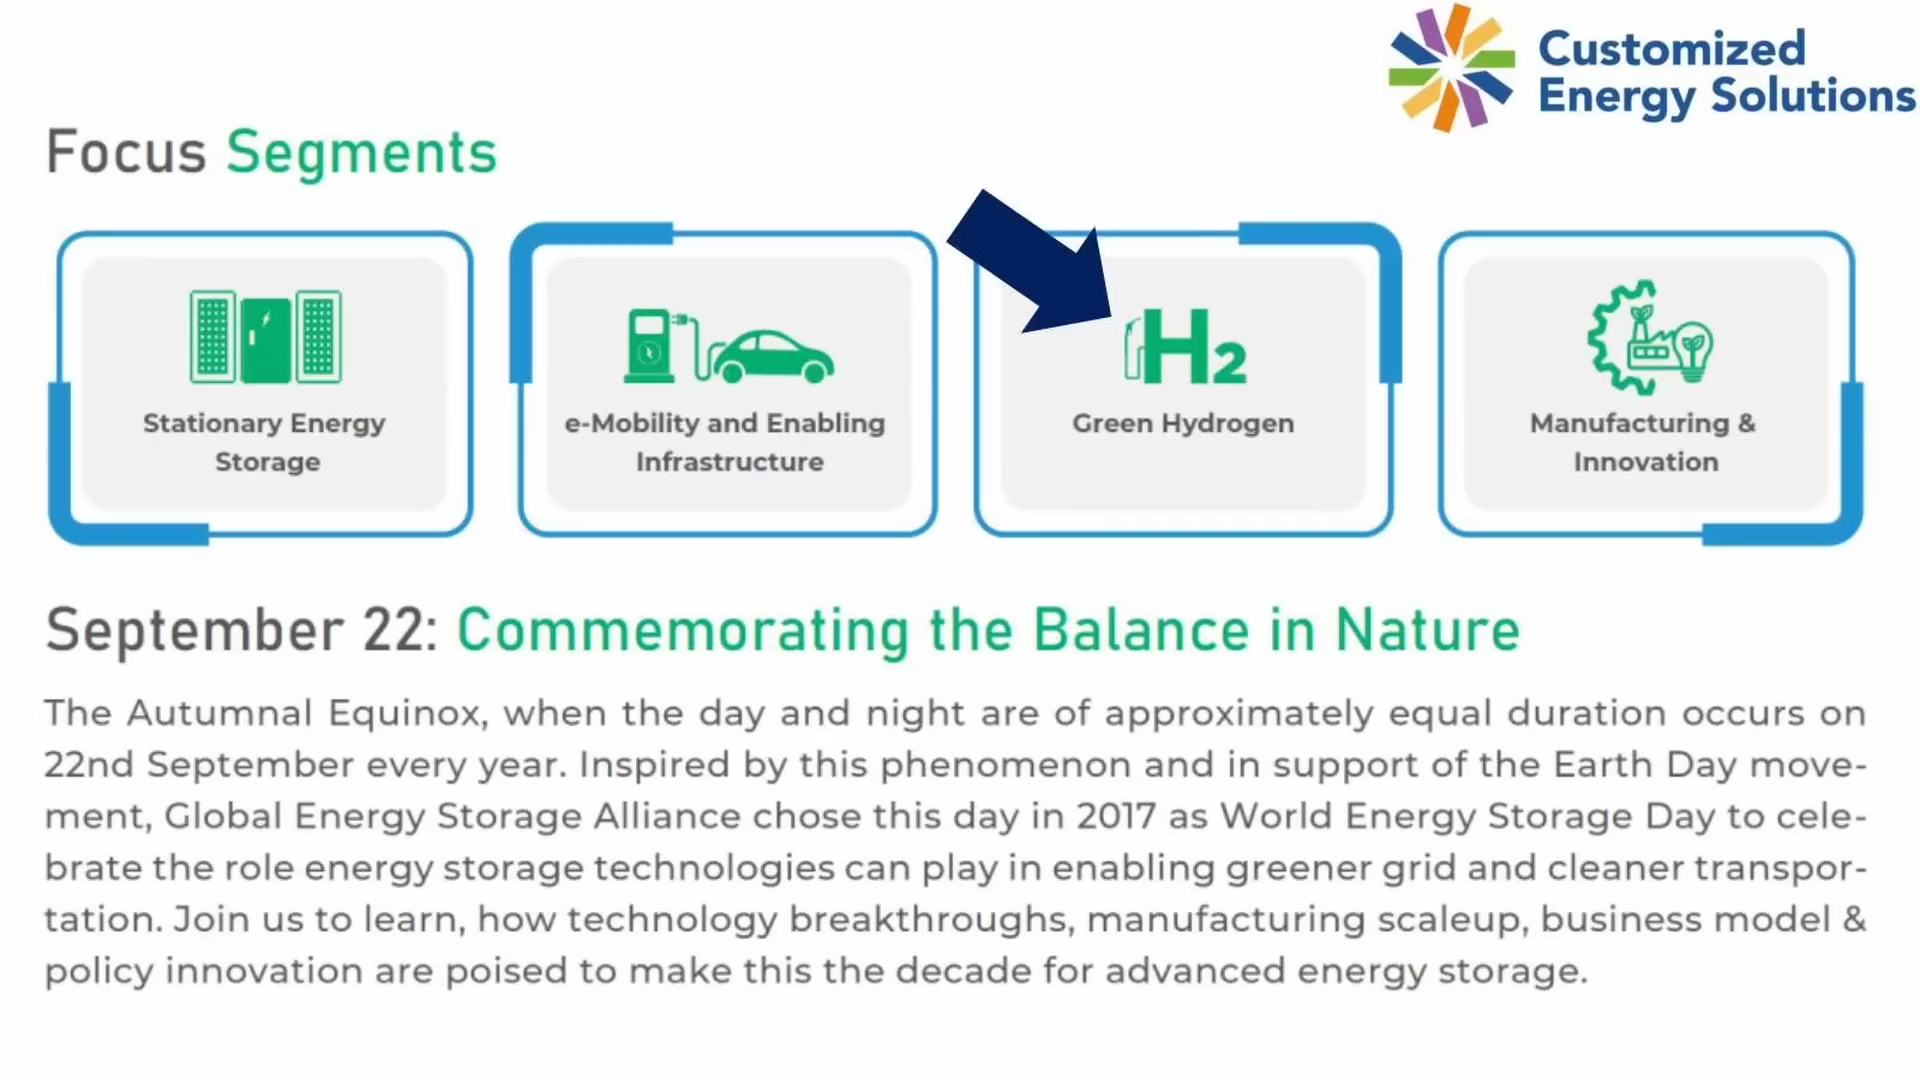 Customized
Energy Solutions
Focus Segments
Stationary Energy
Storage
e-Mobility and Enabling
Infrastructure
H2
Green Hydrogen
Manufacturing &
Innovation
September 22: Commemorating the Balance in Nature
The Autumnal Equinox, when the day and night are of approximately equal duration occurs on
22nd September every year. Inspired by this phenomenon and in support of the Earth Day move-
ment, Global Energy Storage Alliance chose this day in 2017 as World Energy Storage Day to cele-
brate the role energy storage technologies can play in enabling greener grid and cleaner transpor-
tation. Join us to learn, how technology breakthroughs, manufacturing scaleup, business model &
policy innovation are poised to make this the decade for advanced energy storage.